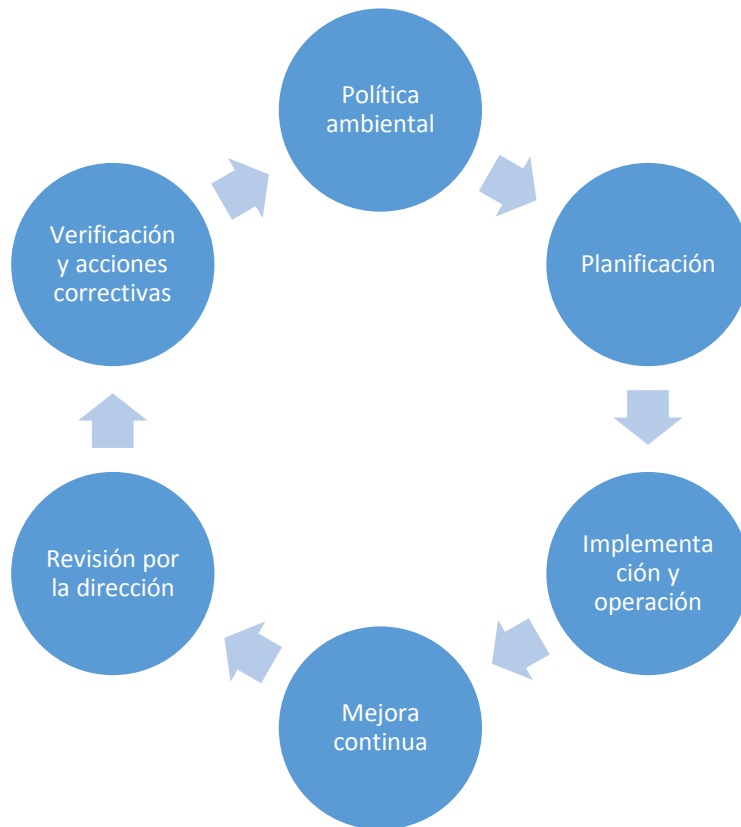 Política
ambiental
Planificación
Implementa
ción y
operación
Mejora
continua
Revisión por
la dirección
Verificación
y acciones
correctivas